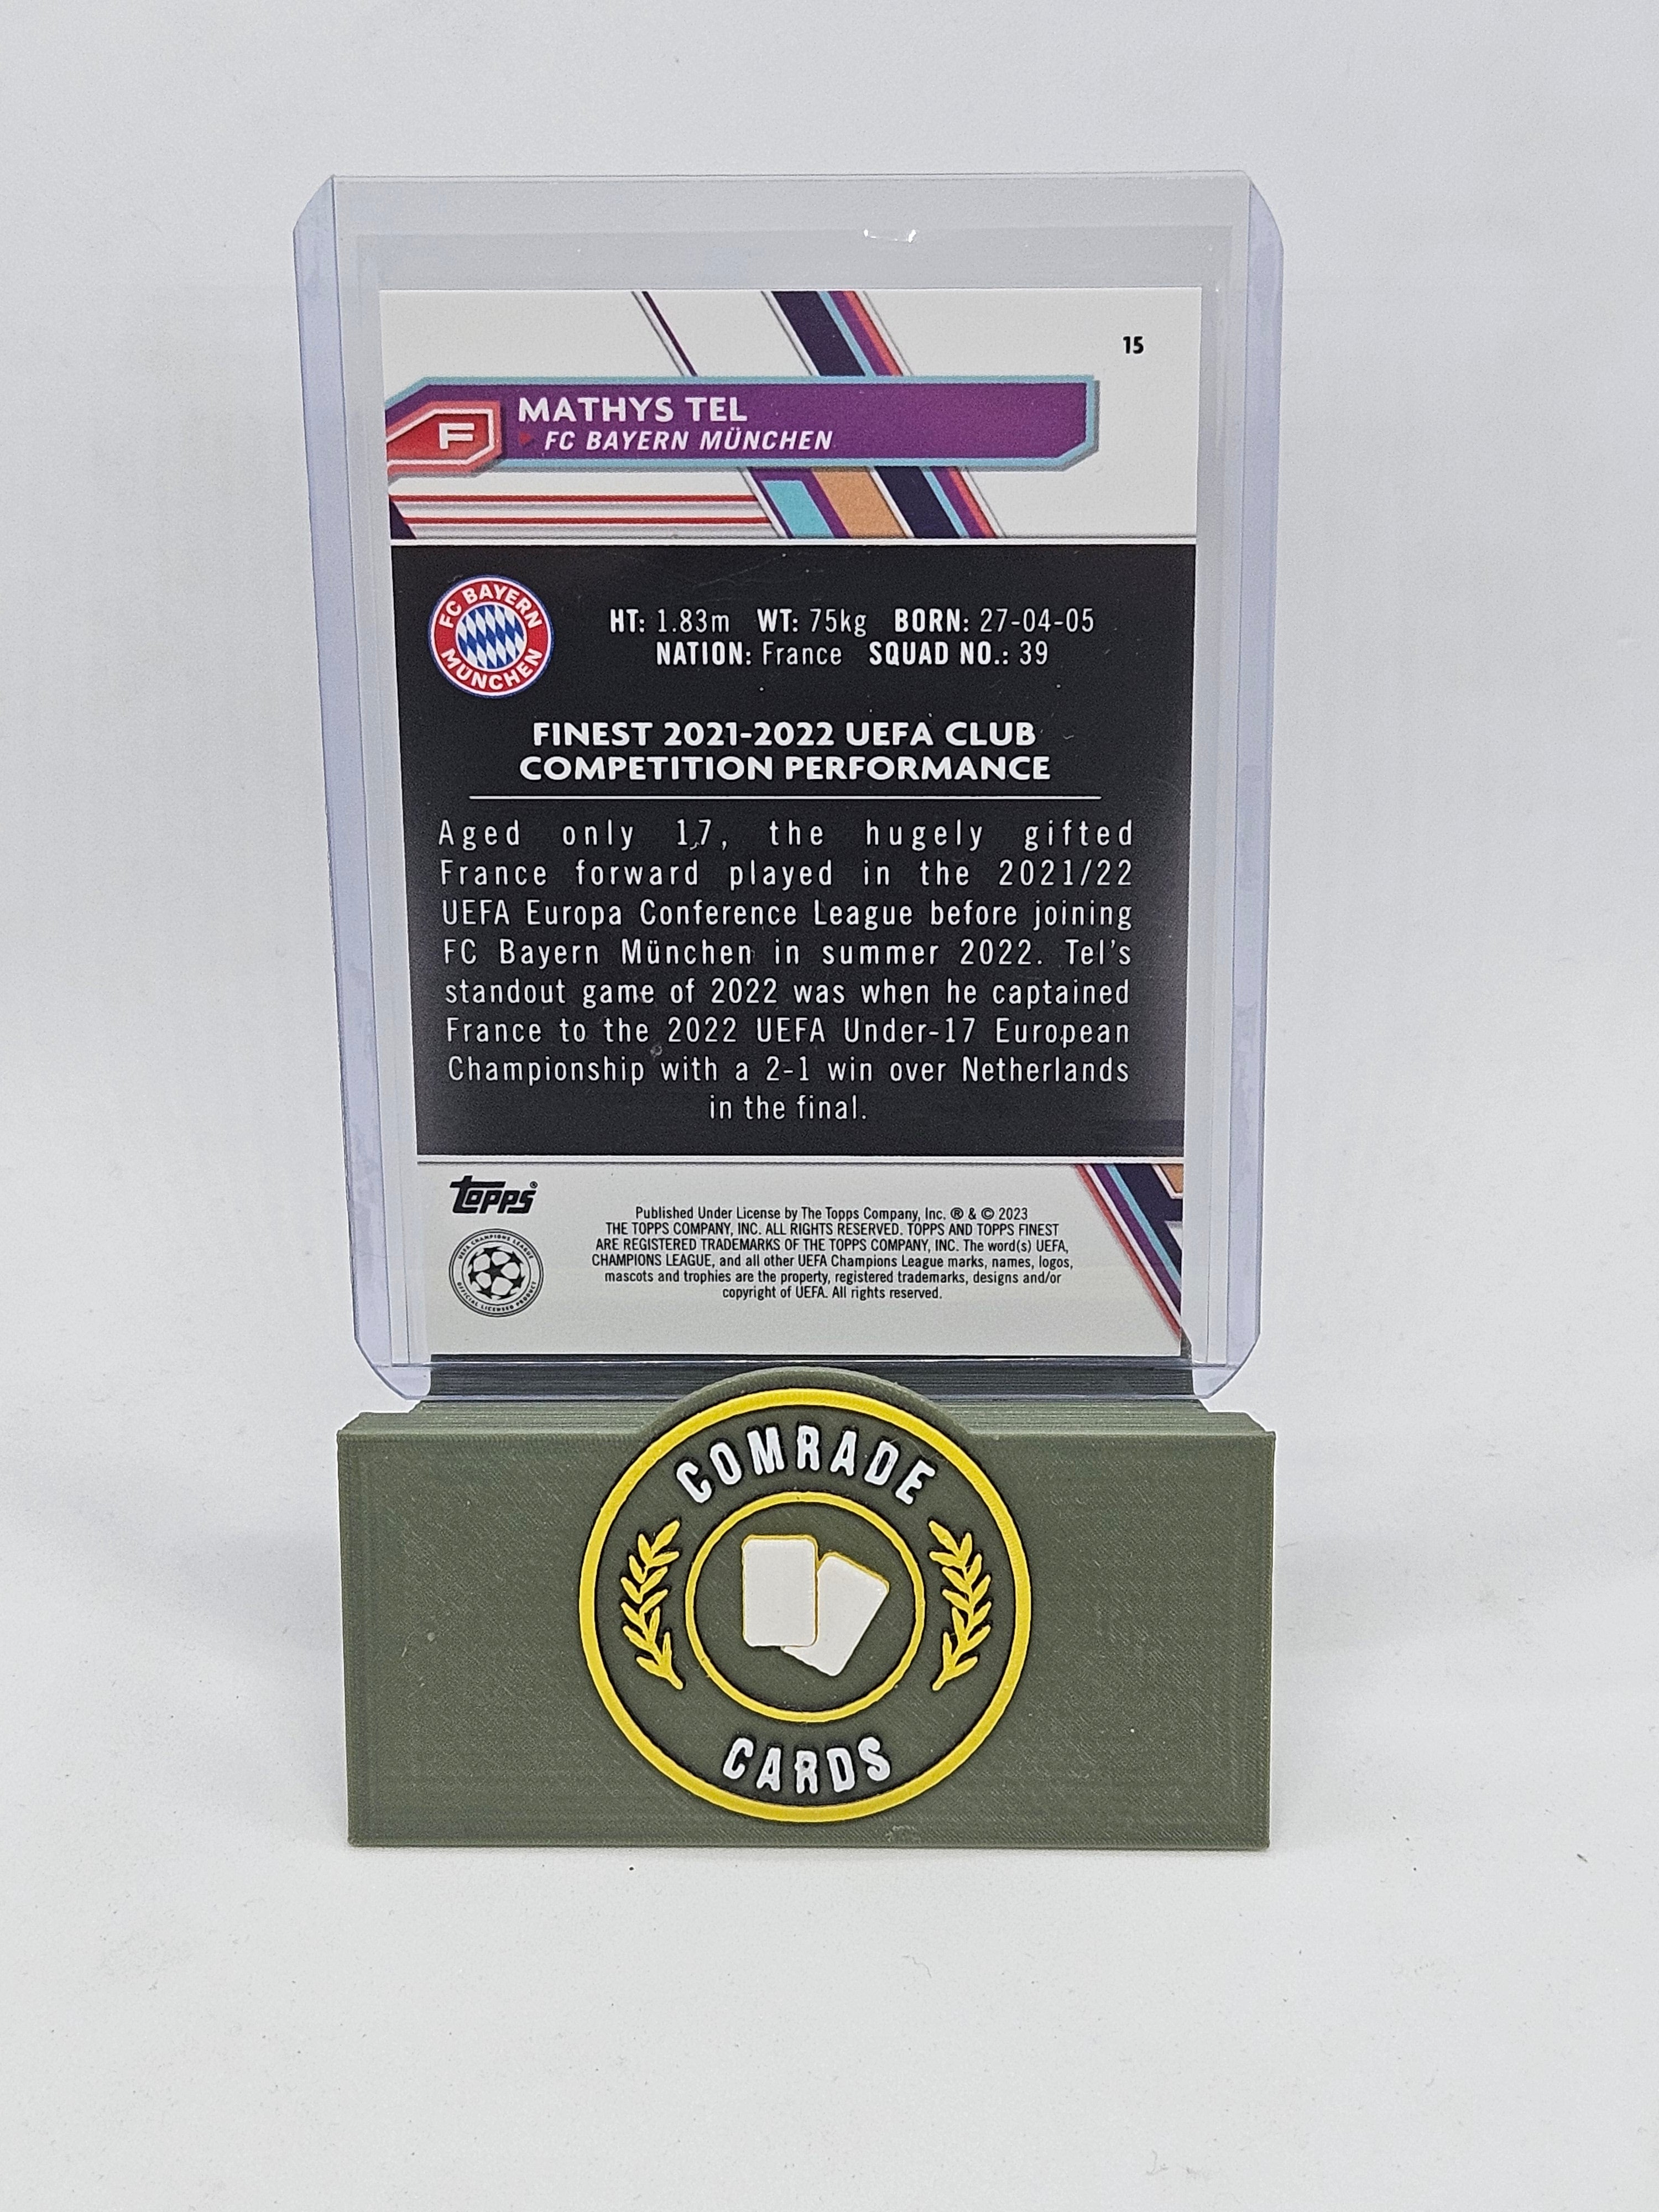 15
F
MATHYS TEL
FC BAYERN MÜNCHEN
FC BAYERN
MÜNCHEN
HT: 1.83m WT: 75kg BORN: 27-04-05
NATION: France SQUAD NO.: 39
FINEST 2021-2022 UEFA CLUB
COMPETITION PERFORMANCE
Aged only 17, the hugely gifted
France forward played in the 2021/22
UEFA Europa Conference League before joining
FC Bayern München in summer 2022. Tel's
standout game of 2022 was when he captained
France to the 2022 UEFA Under-17 European
Championship with a 2-1 win over Netherlands
in the final.
topps®
UEFA CHAMPIONS LEAGUE
OFFICIAL LICENSED PRODUCT
Published Under License by The Topps Company, Inc. ® & © 2023
THE TOPPS COMPANY, INC. ALL RIGHTS RESERVED. TOPPS AND TOPPS FINEST
ARE REGISTERED TRADEMARKS OF THE TOPPS COMPANY, INC. The word(s) UEFA,
CHAMPIONS LEAGUE, and all other UEFA Champions League marks, names, logos,
mascots and trophies are the property, registered trademarks, designs and/or
copyright of UEFA. All rights reserved.
COMRADE
CARDS